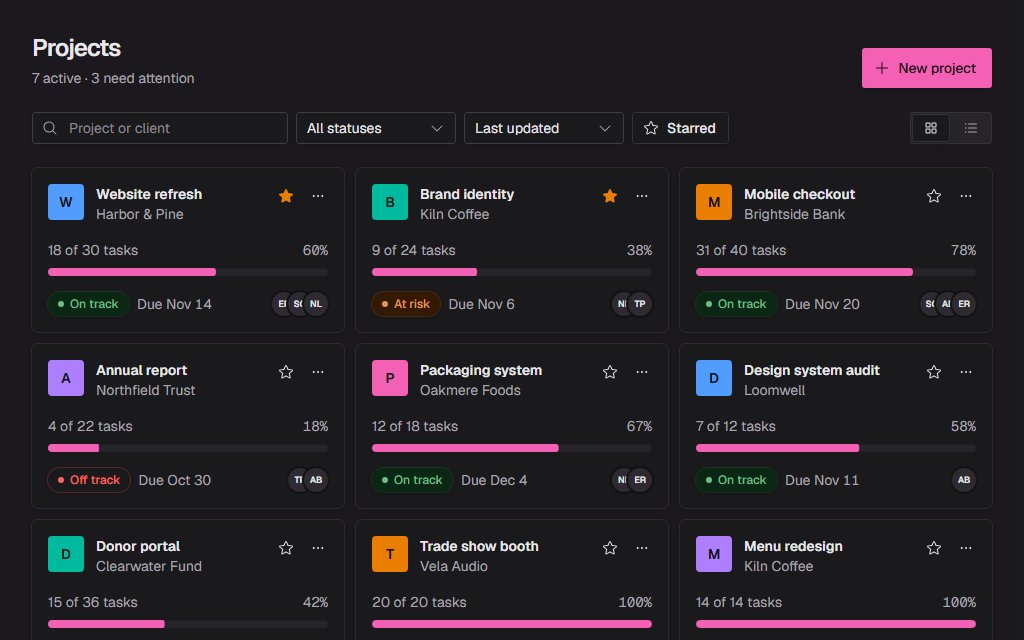 Projects
7 active · 3 need attention
New project
Project or client
All statuses
Last updated
Starred
W
Website refresh
Harbor & Pine
18 of 30 tasks
60%
On track
Due Nov 14
NL
B
Brand identity
Kiln Coffee
9 of 24 tasks
38%
At risk
Due Nov 6
TP
M
Mobile checkout
Brightside Bank
31 of 40 tasks
78%
On track
Due Nov 20
ER
A
Annual report
Northfield Trust
4 of 22 tasks
18%
Off track
Due Oct 30
AB
P
Packaging system
Oakmere Foods
12 of 18 tasks
67%
On track
Due Dec 4
ER
D
Design system audit
Loomwell
7 of 12 tasks
58%
On track
Due Nov 11
AB
D
Donor portal
Clearwater Fund
15 of 36 tasks
42%
T
Trade show booth
Vela Audio
20 of 20 tasks
100%
M
Menu redesign
Kiln Coffee
14 of 14 tasks
100%